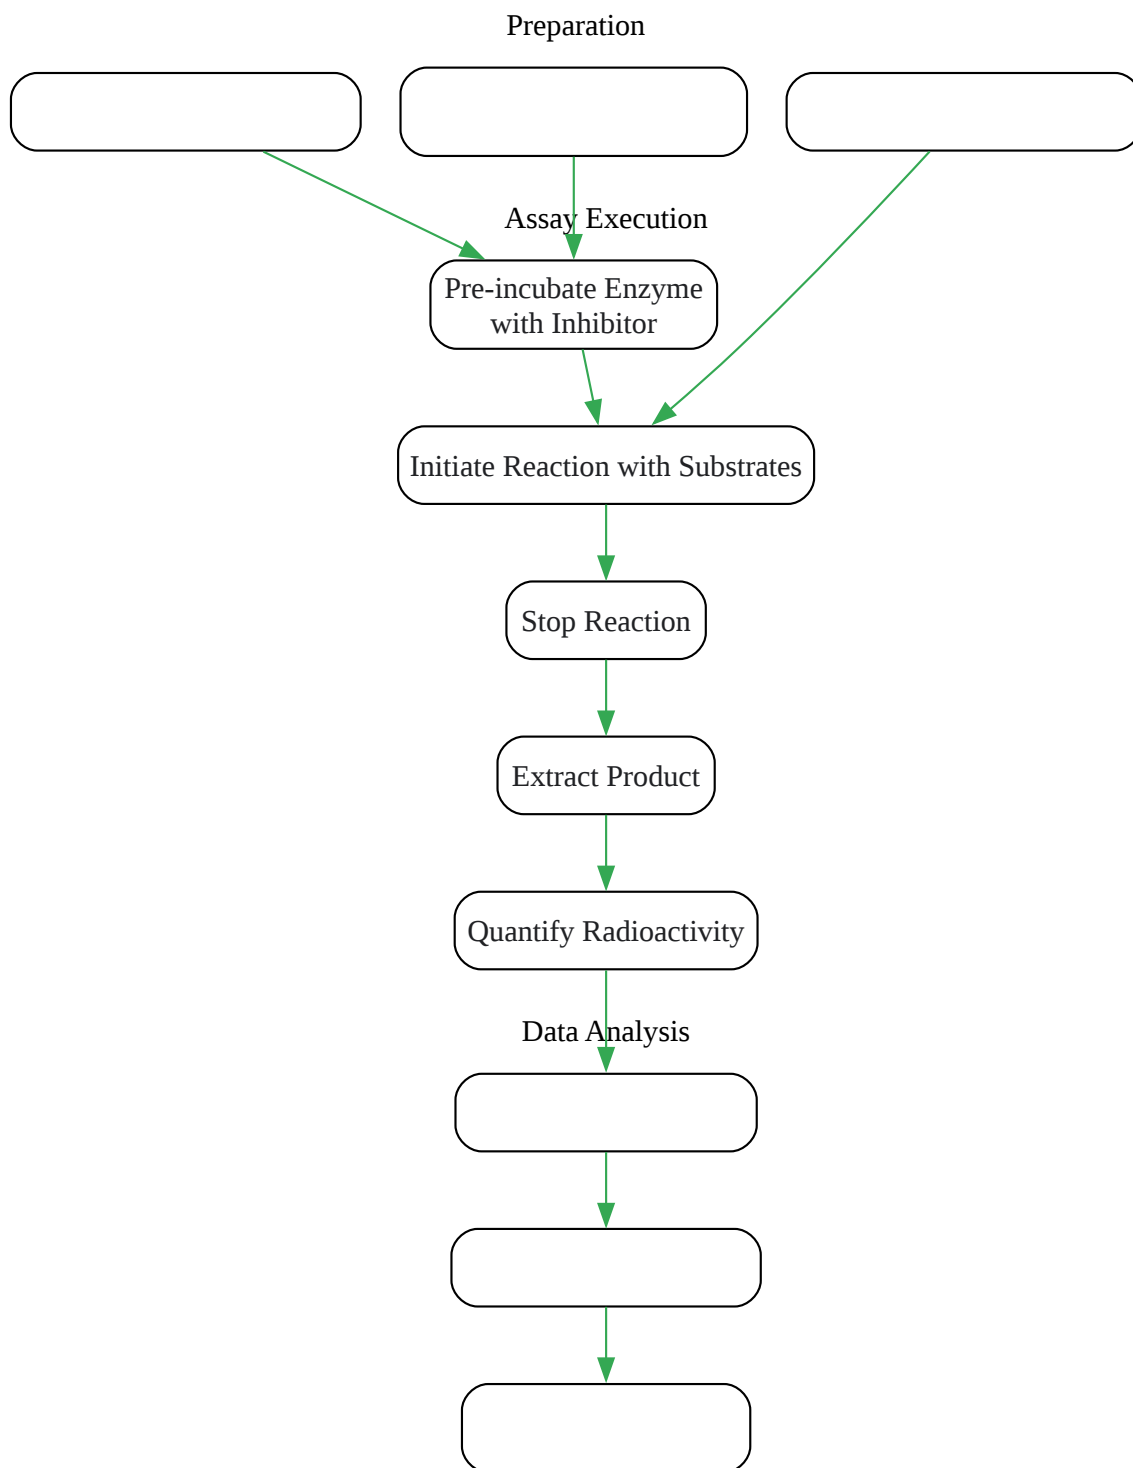 Preparation
Assay Execution
Pre-incubate Enzyme
with Inhibitor
Initiate Reaction with Substrates
Stop Reaction
Extract Product
Quantify Radioactivity
Data Analysis